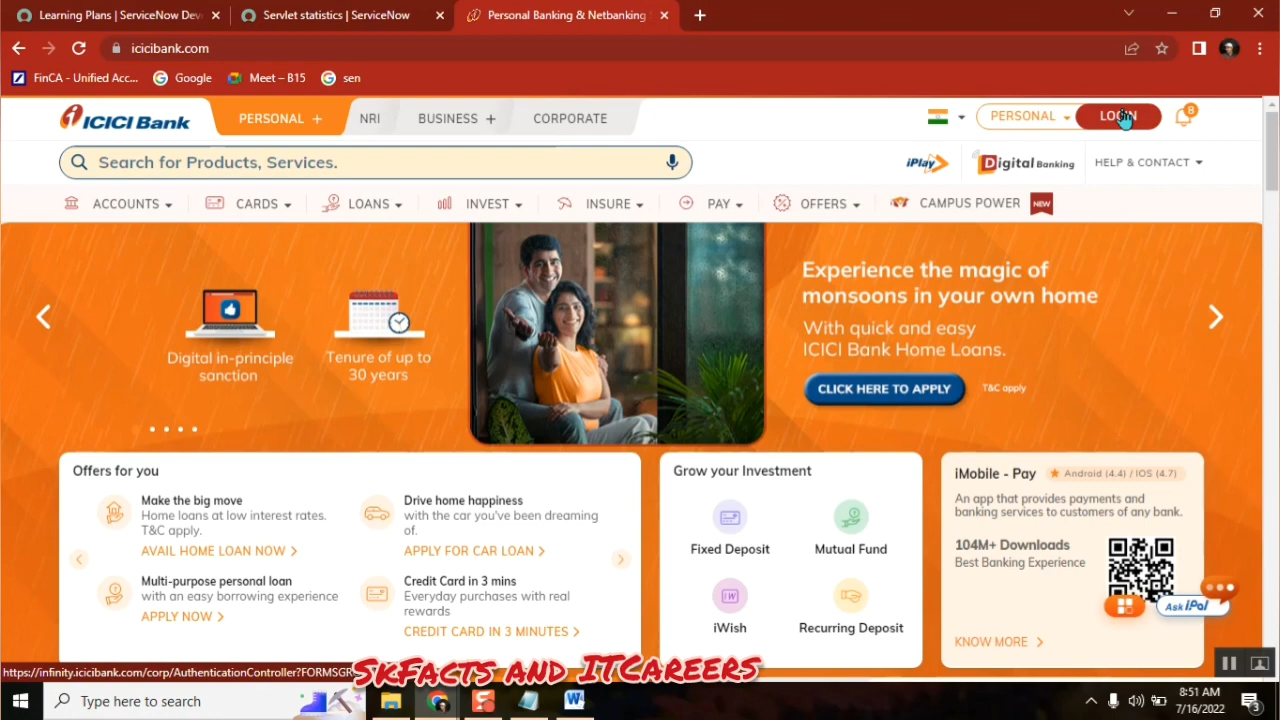 Learning Plans | ServiceNow Dev
Servlet statistics | ServiceNow
Personal Banking & Netbanking
icicibank.com
FinCA - Unified Acc...
Google
Meet – B15
sen
ICICI Bank
PERSONAL +
NRI
BUSINESS +
CORPORATE
PERSONAL
LOGIN
8
Search for Products, Services.
iPlay
Digital Banking
HELP & CONTACT
ACCOUNTS
CARDS
LOANS
INVEST
INSURE
PAY
OFFERS
CAMPUS POWER
NEW
Digital in-principle
sanction
Tenure of up to
30 years
Experience the magic of
monsoons in your own home
With quick and easy
ICICI Bank Home Loans.
CLICK HERE TO APPLY
T&C apply
Offers for you
Make the big move
Home loans at low interest rates.
T&C apply.
AVAIL HOME LOAN NOW >
Drive home happiness
with the car you've been dreaming
of.
APPLY FOR CAR LOAN >
Multi-purpose personal loan
with an easy borrowing experience
APPLY NOW >
Credit Card in 3 mins
Everyday purchases with real
rewards
CREDIT CARD IN 3 MINUTES >
Grow your Investment
Fixed Deposit
Mutual Fund
iW
iWish
Recurring Deposit
iMobile - Pay
Android (4.4) / IOS (4.7)
An app that provides payments and
banking services to customers of any bank.
104M+ Downloads
Best Banking Experience
Ask iPal
KNOW MORE >
https://infinity.icicibank.com/corp/AuthenticationController?FORMSGR
SkFacts and ITCareers
Type here to search
8:51 AM
7/16/2022
3